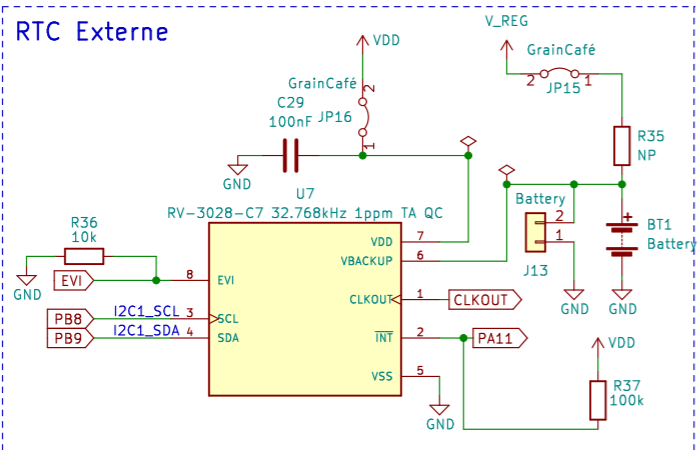 RTC Externe
VDD
V_REG
GrainCafé
2
JP16
1
C29
100nF
GND
GrainCafé
2 1
JP15
R35
NP
U7
RV-3028-C7 32.768kHz 1ppm TA QC
R36
10k
GND
EVI
8 EVI
PB8 I2C1_SCL 3 SCL
PB9 I2C1_SDA 4 SDA
VDD 7
VBACKUP 6
CLKOUT 1 CLKOUT
INT 2 PA11
VSS 5
GND
Battery
2
1
J13
GND
+
BT1
Battery
GND
VDD
R37
100k